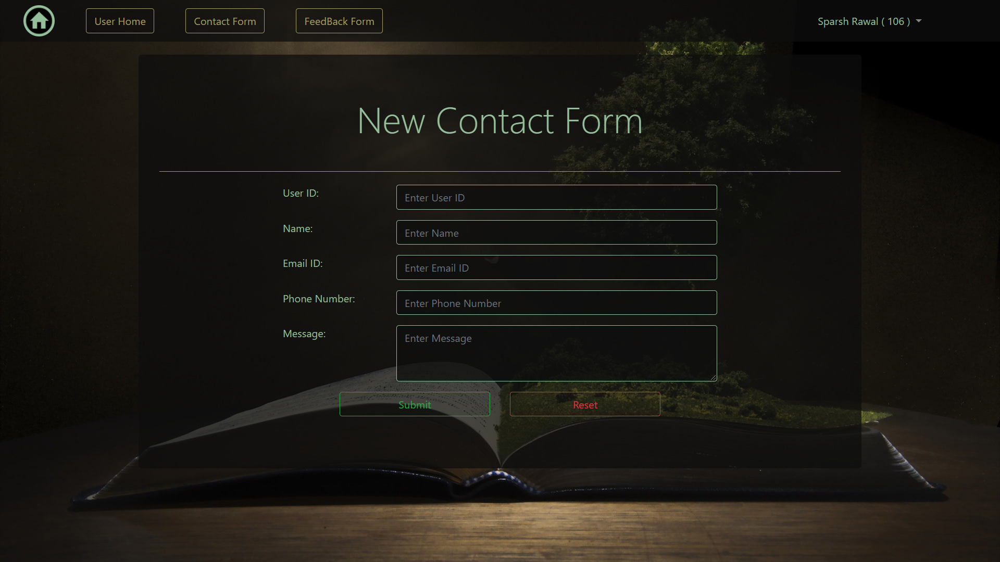 User Home
Contact Form
FeedBack Form
Sparsh Rawal ( 106 )
New Contact Form
User ID:
Enter User ID
Name:
Enter Name
Email ID:
Enter Email ID
Phone Number:
Enter Phone Number
Message:
Enter Message
Submit
Reset